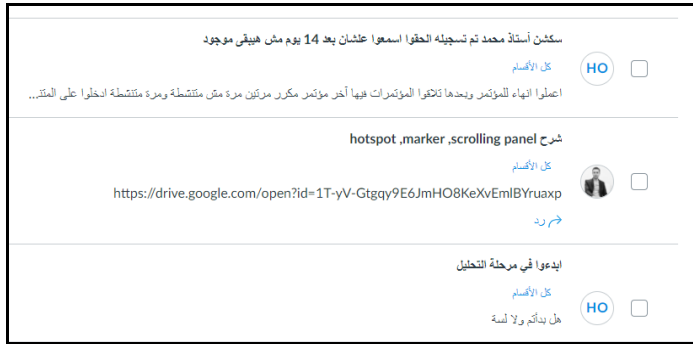 سكشن أستاذ محمد تم تسجيله الحقوا اسمعوا علشان بعد 14 يوم مش هيبقى موجود
HO
كل الأقسام
اعملوا انهاء للمؤتمر وبعدها تلاقوا المؤتمرات فيها آخر مؤتمر مكرر مرتين مرة مش متنشطة ومرة متنشطة ادخلوا على المتن...
شرح hotspot ,marker ,scrolling panel
كل الأقسام
https://drive.google.com/open?id=1T-yV-Gtgqy9E6JmHO8KeXvEmlBYruaxp
رد
ابدءوا في مرحلة التحليل
كل الأقسام
HO
هل بدأتم ولا لسة